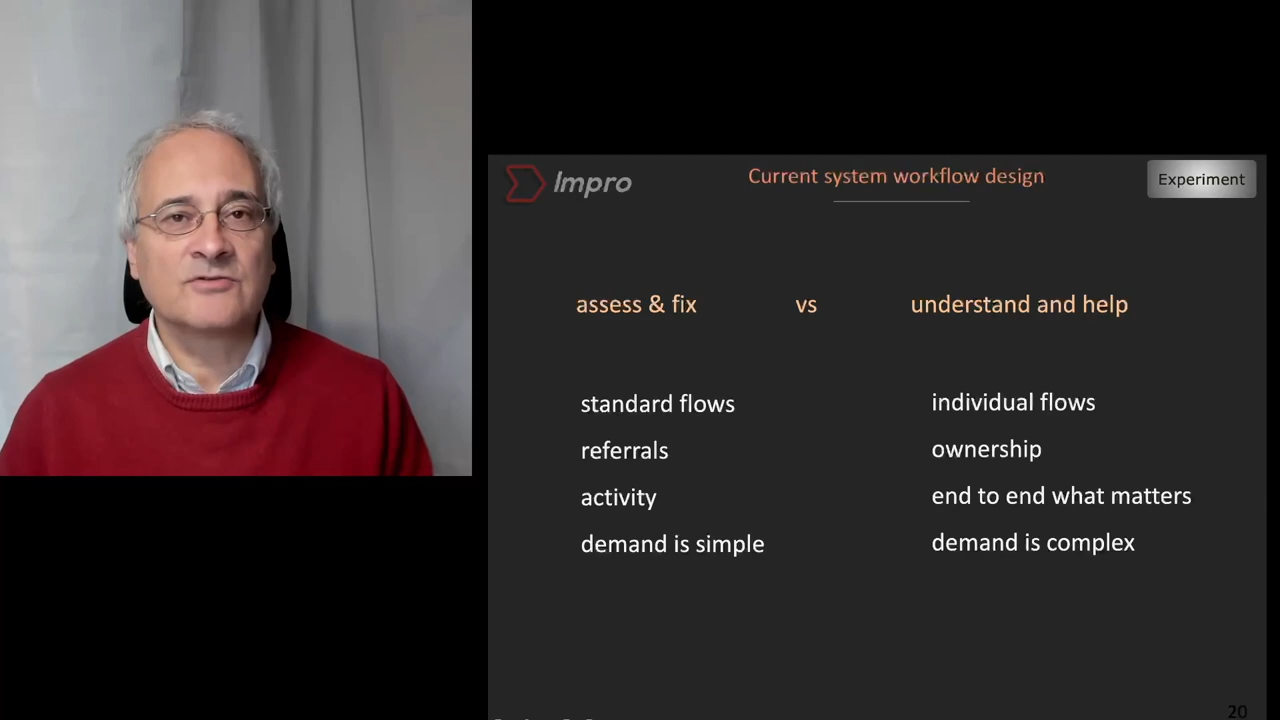 Impro
Current system workflow design
Experiment
assess & fix vs understand and help
standard flows individual flows
referrals ownership
activity end to end what matters
demand is simple demand is complex
20